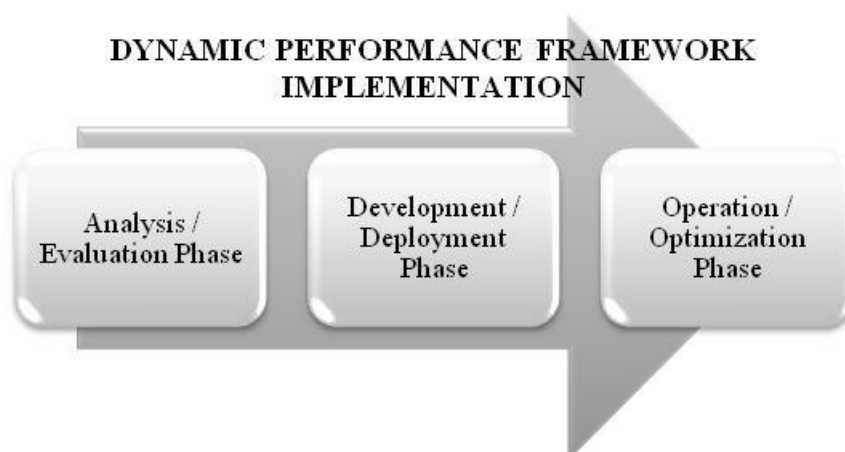 DYNAMIC PERFORMANCE FRAMEWORK
IMPLEMENTATION
Analysis /
Evaluation Phase
Development /
Deployment
Phase
Operation /
Optimization
Phase